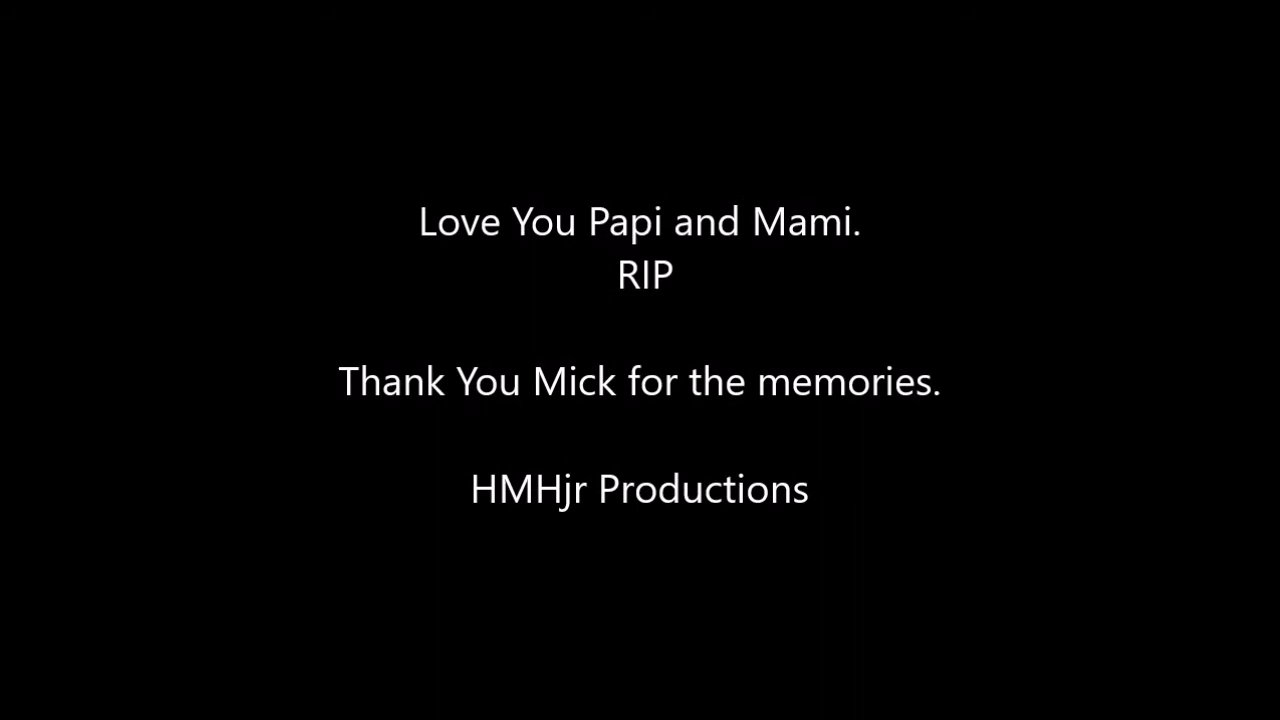 Love You Papi and Mami.
RIP
Thank You Mick for the memories.
HMHjr Productions